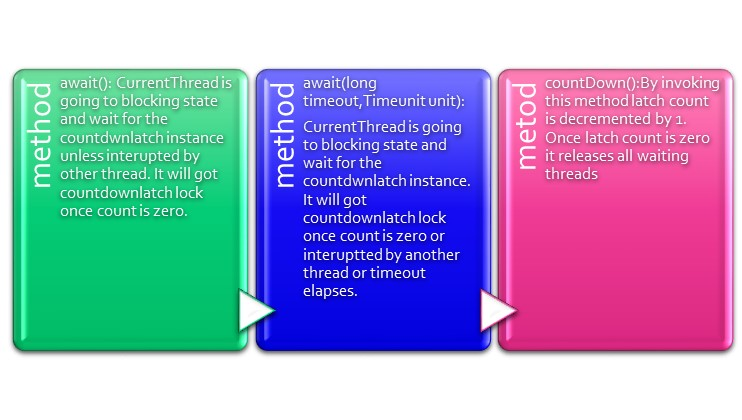 method
await(): CurrentThread is
going to blocking state
and wait for the
countdwnlatch instance
unless interupted by
other thread. It will got
countdownlatch lock
once count is zero.
method
await(long
timeout,Timeunit unit):
CurrentThread is going
to blocking state and
wait for the
countdwnlatch instance.
It will got
countdownlatch lock
once count is zero or
interuptted by another
thread or timeout
elapses.
metod
countDown():By invoking
this method latch count
is decremented by 1.
Once latch count is zero
it releases all waiting
threads